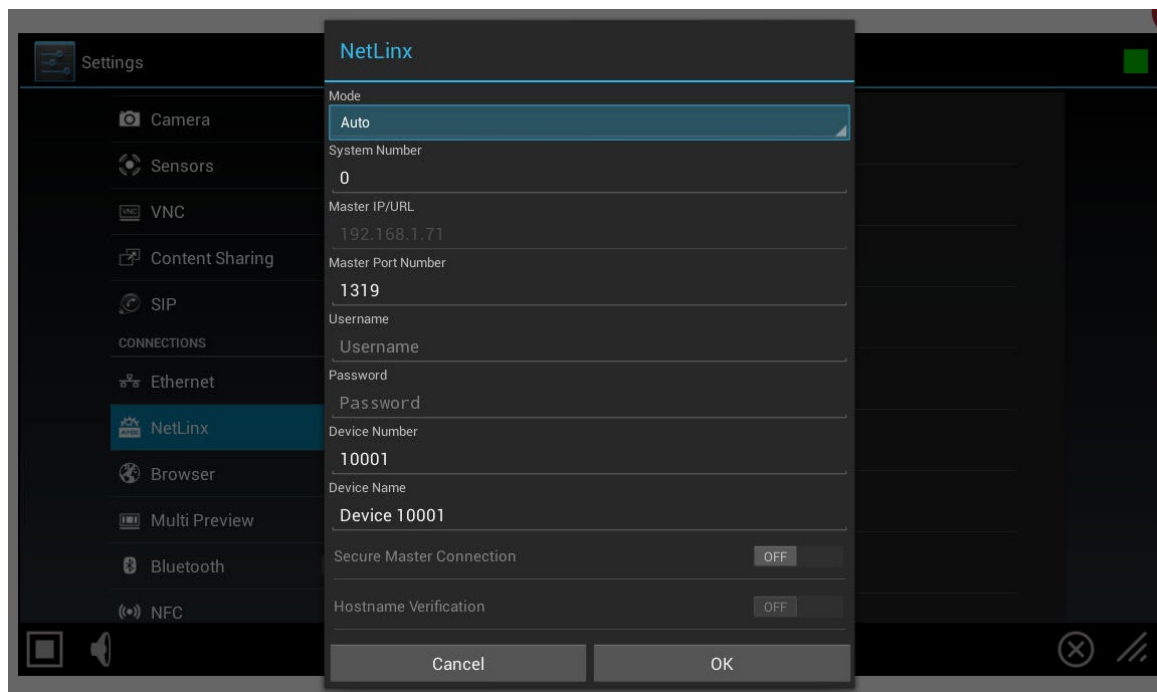 Settings
Camera
Sensors
VNC
Content Sharing
SIP
CONNECTIONS
Ethernet
NetLinx
Browser
Multi Preview
Bluetooth
NFC
NetLinx
Mode
Auto
System Number
0
Master IP/URL
192.168.1.71
Master Port Number
1319
Username
Username
Password
Password
Device Number
10001
Device Name
Device 10001
Secure Master Connection OFF
Hostname Verification OFF
Cancel OK